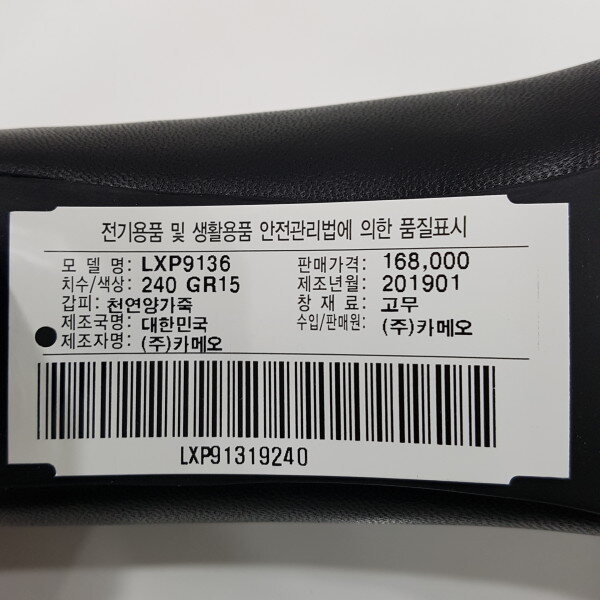 전기용품 및 생활용품 안전관리법에 의한 품질표시
모 델 명: LXP9136 판매가격: 168,000
치수/색상: 240 GR15 제조년월: 201901
갑피: 천연양가죽 창 재 료: 고무
제조국명: 대한민국 수입/판매원: (주)카메오
제조자명: (주)카메오
LXP91319240